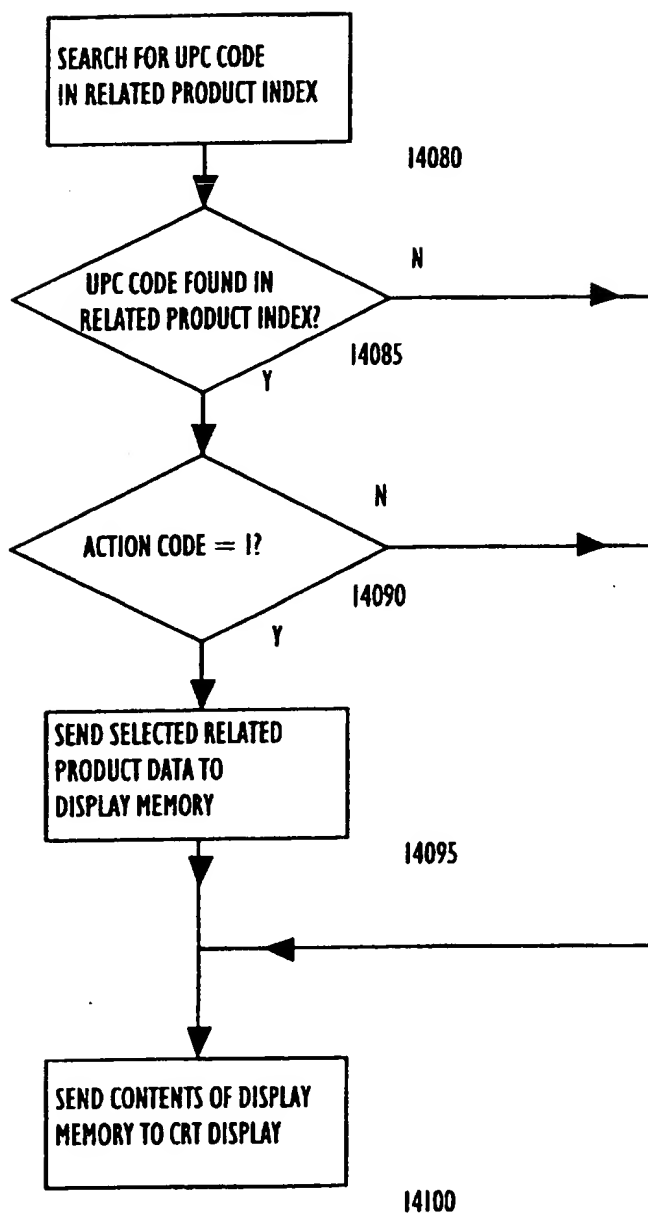 SEARCH FOR UPC CODE
IN RELATED PRODUCT INDEX
14080
N
UPC CODE FOUND IN
RELATED PRODUCT INDEX?
14085
Y
N
ACTION CODE = 1?
14090
Y
SEND SELECTED RELATED
PRODUCT DATA TO
DISPLAY MEMORY
14095
SEND CONTENTS OF DISPLAY
MEMORY TO CRT DISPLAY
14100